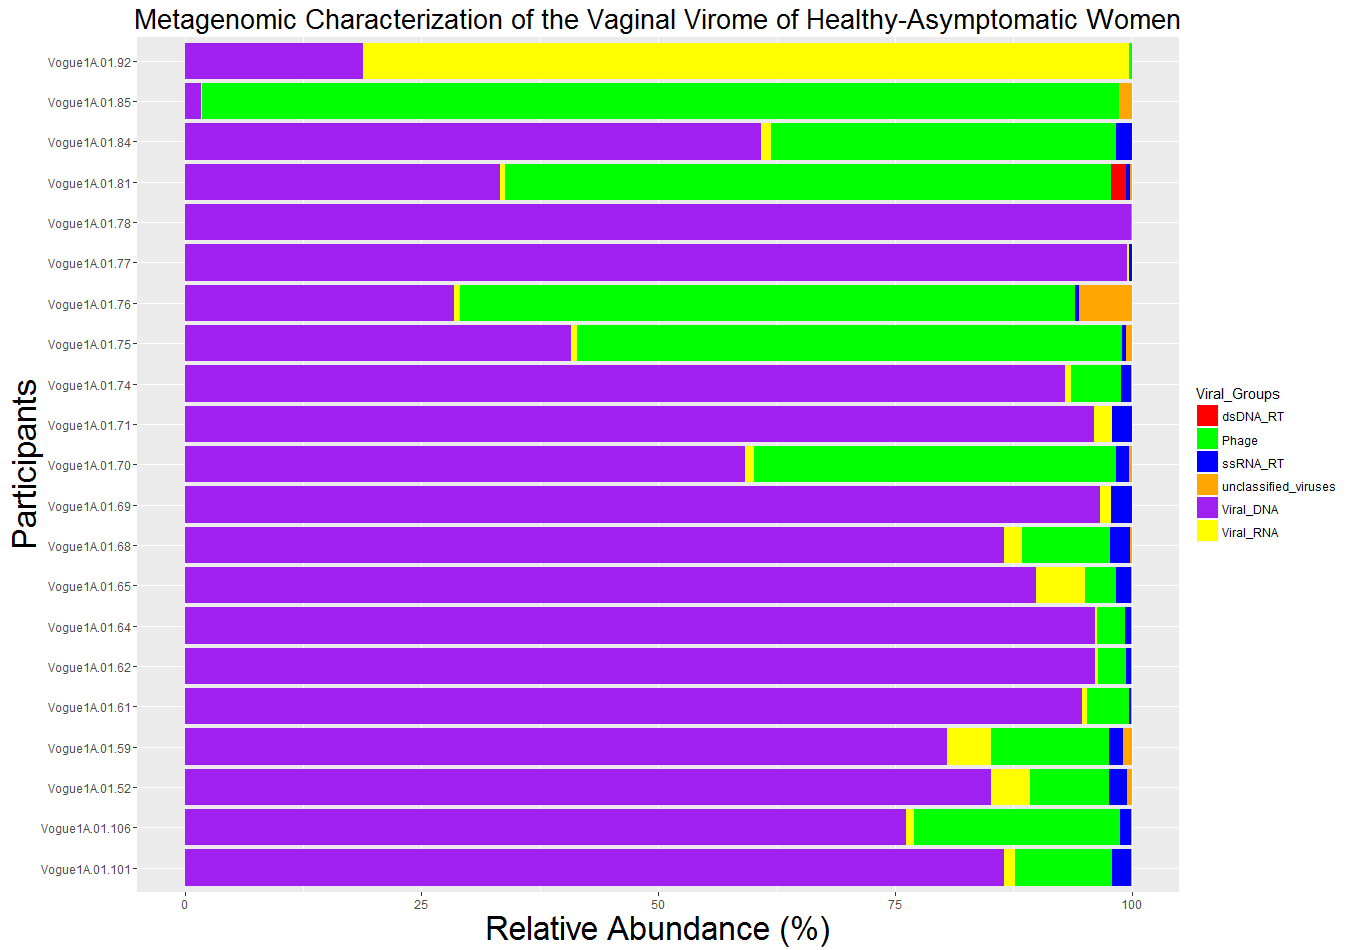 Metagenomic Characterization of the Vaginal Virome of Healthy-Asymptomatic Women
Participants
Vogue1A.01.92
Vogue1A.01.85
Vogue1A.01.84
Vogue1A.01.81
Vogue1A.01.78
Vogue1A.01.77
Vogue1A.01.76
Vogue1A.01.75
Vogue1A.01.74
Vogue1A.01.71
Vogue1A.01.70
Vogue1A.01.69
Vogue1A.01.68
Vogue1A.01.65
Vogue1A.01.64
Vogue1A.01.62
Vogue1A.01.61
Vogue1A.01.59
Vogue1A.01.52
Vogue1A.01.106
Vogue1A.01.101
0 25 50 75 100
Relative Abundance (%)
Viral_Groups
dsDNA_RT
Phage
ssRNA_RT
unclassified_viruses
Viral_DNA
Viral_RNA